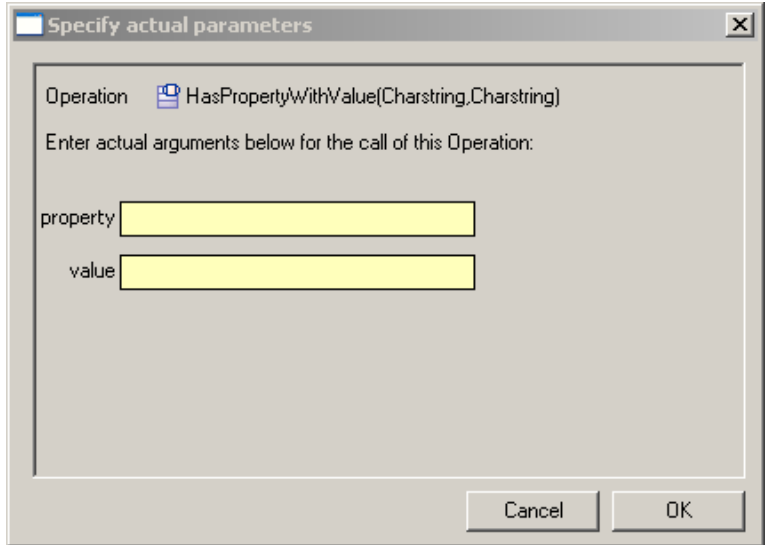 Specify actual parameters
Operation HasPropertyWithValue(Charstring,Charstring)
Enter actual arguments below for the call of this Operation:
property
value
Cancel OK